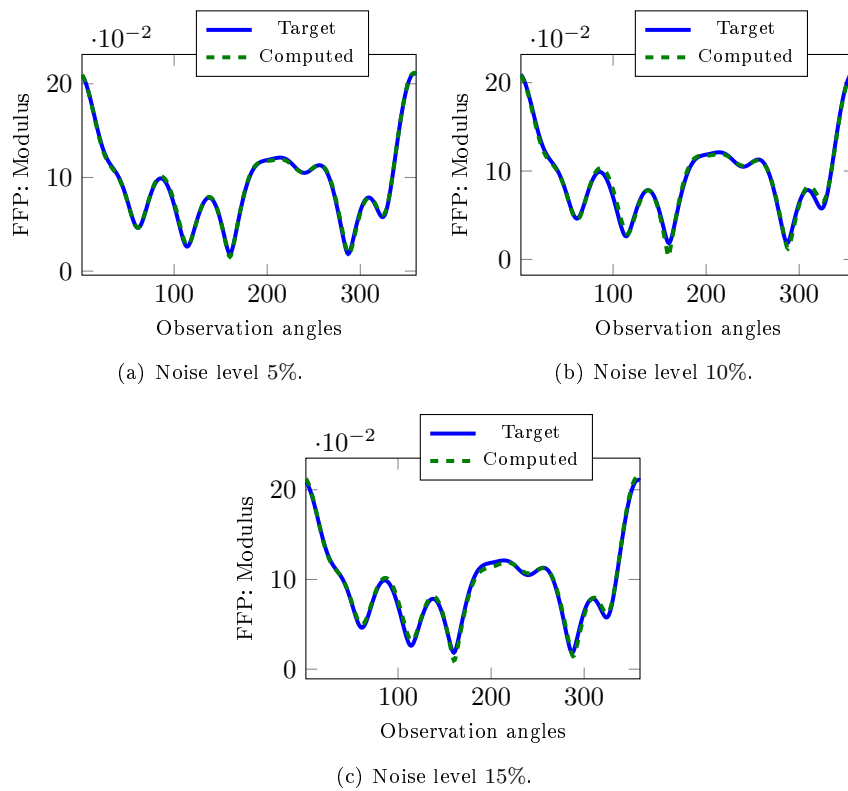 Target
Computed
·10−2
20
10
0
100 200 300
FFP: Modulus
Observation angles
(a) Noise level 5%.
Target
Computed
·10−2
20
10
0
100 200 300
FFP: Modulus
Observation angles
(b) Noise level 10%.
Target
Computed
·10−2
20
10
0
100 200 300
FFP: Modulus
Observation angles
(c) Noise level 15%.